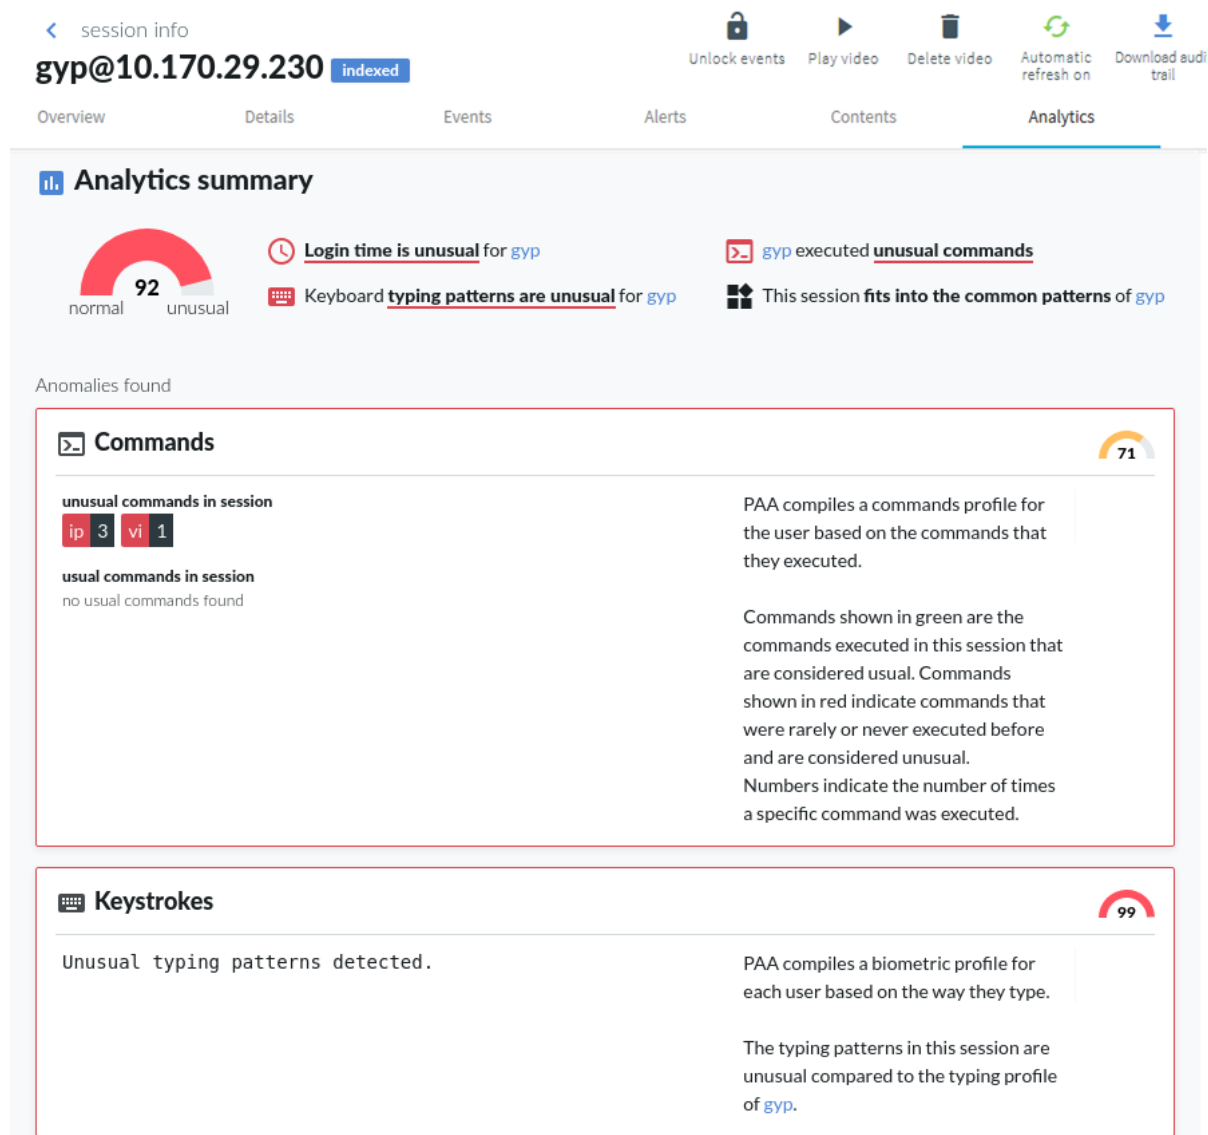 session info
gyp@10.170.29.230 indexed
Unlock events
Play video
Delete video
Automatic
refresh on
Download audi
trail
Overview
Details
Events
Alerts
Contents
Analytics
Analytics summary
92
normal
unusual
Login time is unusual for gyp
Keyboard typing patterns are unusual for gyp
gyp executed unusual commands
This session fits into the common patterns of gyp
Anomalies found
Commands
71
unusual commands in session
ip 3 vi 1
usual commands in session
no usual commands found
PAA compiles a commands profile for
the user based on the commands that
they executed.
Commands shown in green are the
commands executed in this session that
are considered usual. Commands
shown in red indicate commands that
were rarely or never executed before
and are considered unusual.
Numbers indicate the number of times
a specific command was executed.
Keystrokes
99
Unusual typing patterns detected.
PAA compiles a biometric profile for
each user based on the way they type.
The typing patterns in this session are
unusual compared to the typing profile
of gyp.